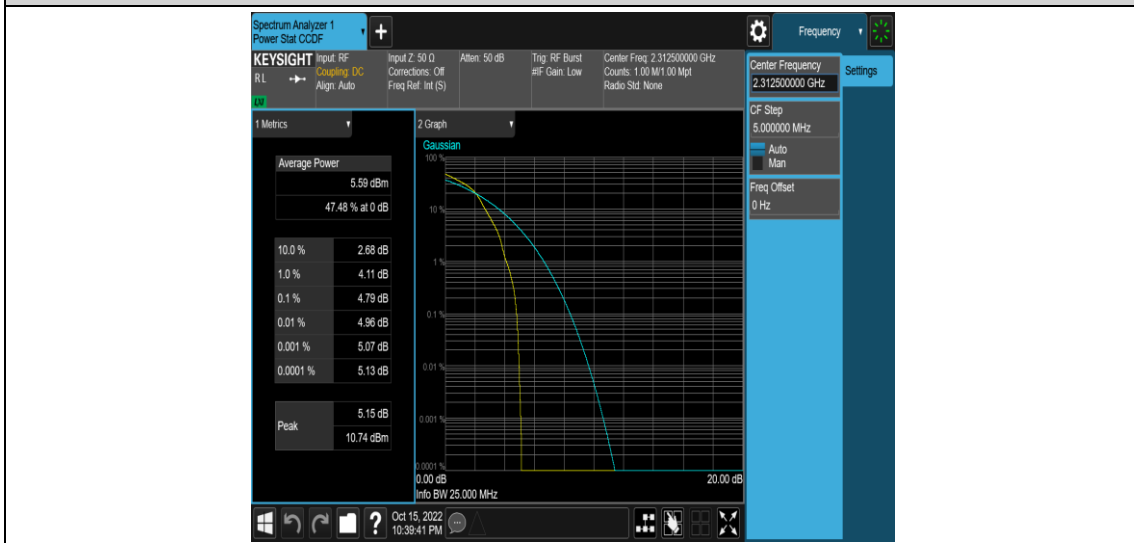 Spectrum Analyzer 1
Power Stat CCDF
Frequency
KEYSIGHT
RL
Input: RF
Coupling: DC
Align: Auto
Input Z: 50 Ω
Corrections: Off
Freq Ref: Int (S)
Atten: 50 dB
Trig: RF Burst
#IF Gain: Low
Center Freq: 2.312500000 GHz
Counts: 1.00 M/1.00 Mpt
Radio Std: None
Center Frequency
2.312500000 GHz
Settings
CF Step
5.000000 MHz
Auto
Man
Freq Offset
0 Hz
1 Metrics
Average Power
5.59 dBm
47.48 % at 0 dB
10.0 % 2.68 dB
1.0 % 4.11 dB
0.1 % 4.79 dB
0.01 % 4.96 dB
0.001 % 5.07 dB
0.0001 % 5.13 dB
Peak 5.15 dB
10.74 dBm
2 Graph
Gaussian
100 %
10 %
1 %
0.1 %
0.01 %
0.001 %
0.0001 %
0.00 dB 20.00 dB
Info BW 25.000 MHz
?
Oct 15, 2022
10:39:41 PM